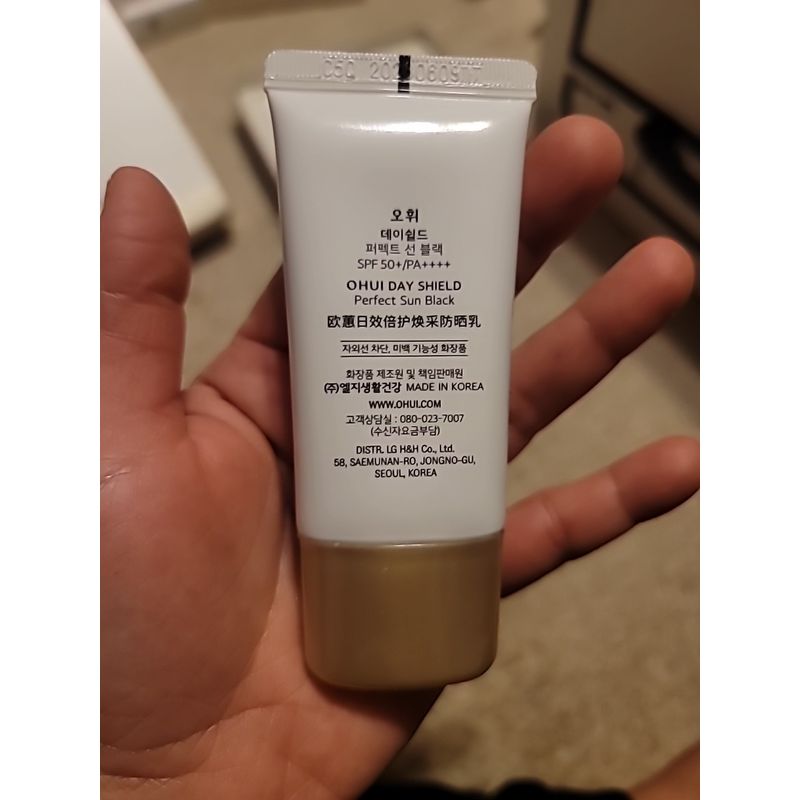 오휘
데이쉴드
퍼펙트 선 블랙
SPF 50+/PA++++
OHUI DAY SHIELD
Perfect Sun Black
欧蕙日效倍护焕采防晒乳
자외선 차단, 미백 기능성 화장품
화장품 제조원 및 책임판매원
(주)엘지생활건강 MADE IN KOREA
WWW.OHUI.COM
고객상담실 : 080-023-7007
(수신자요금부담)
DISTR. LG H&H Co., Ltd.
58, SAEMUNAN-RO, JONGNO-GU,
SEOUL, KOREA